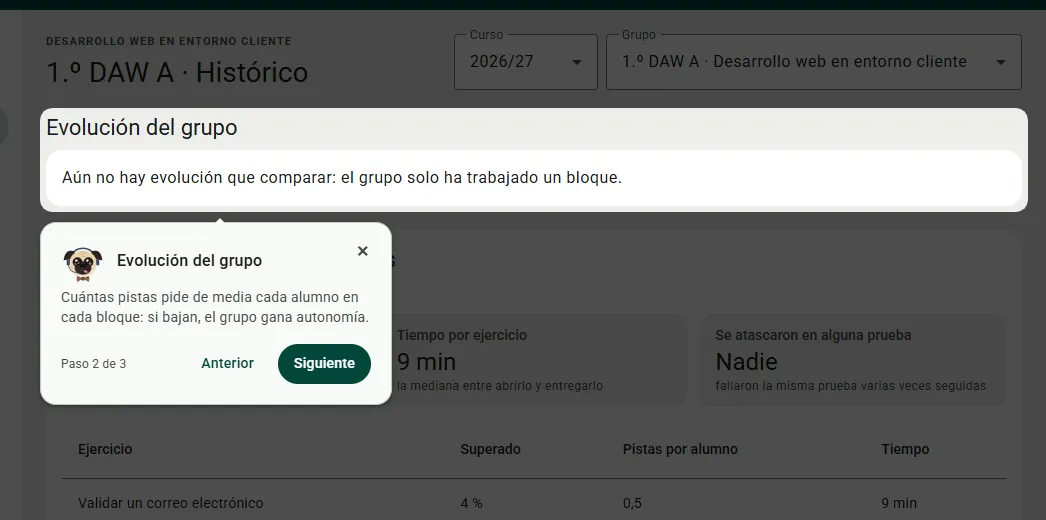 DESARROLLO WEB EN ENTORNO CLIENTE
1.º DAW A · Histórico
Curso
2026/27
Grupo
1.º DAW A · Desarrollo web en entorno cliente
Evolución del grupo
Aún no hay evolución que comparar: el grupo solo ha trabajado un bloque.
Evolución del grupo
×
Cuántas pistas pide de media cada alumno en
cada bloque: si bajan, el grupo gana autonomía.
Paso 2 de 3
Anterior
Siguiente
Tiempo por ejercicio
9 min
la mediana entre abrirlo y entregarlo
Se atascaron en alguna prueba
Nadie
fallaron la misma prueba varias veces seguidas
Ejercicio Superado Pistas por alumno Tiempo
Validar un correo electrónico 4 % 0,5 9 min